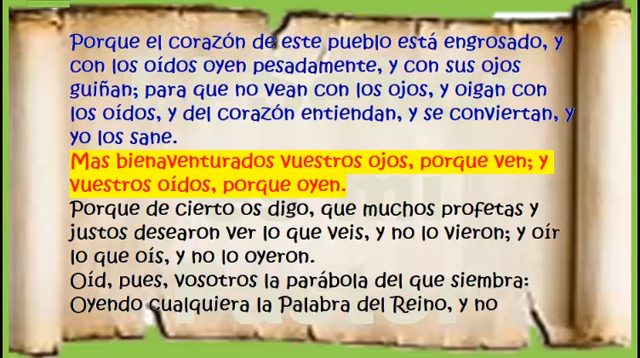 Porque el corazón de este pueblo está engrosado, y
con los oídos oyen pesadamente, y con sus ojos
guiñan; para que no vean con los ojos, y oigan con
los oídos, y del corazón entiendan, y se conviertan, y
yo los sane.
Mas bienaventurados vuestros ojos, porque ven; y
vuestros oídos, porque oyen.
Porque de cierto os digo, que muchos profetas y
justos desearon ver lo que veis, y no lo vieron; y oír
lo que oís, y no lo oyeron.
Oíd, pues, vosotros la parábola del que siembra:
Oyendo cualquiera la Palabra del Reino, y no